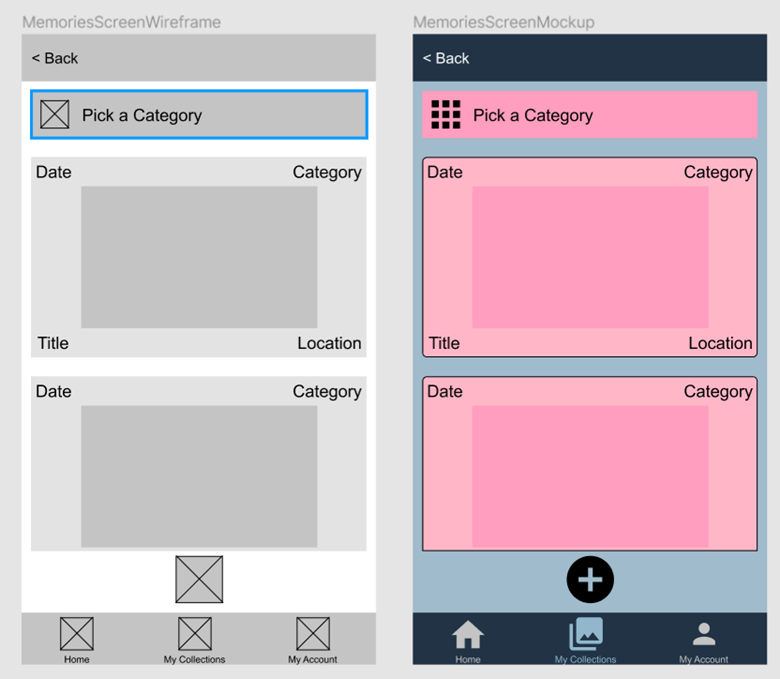 MemoriesScreenWireframe
< Back
Pick a Category
Date Category
Title Location
Date Category
Home My Collections My Account
MemoriesScreenMockup
< Back
Pick a Category
Date Category
Title Location
Date Category
Home My Collections My Account